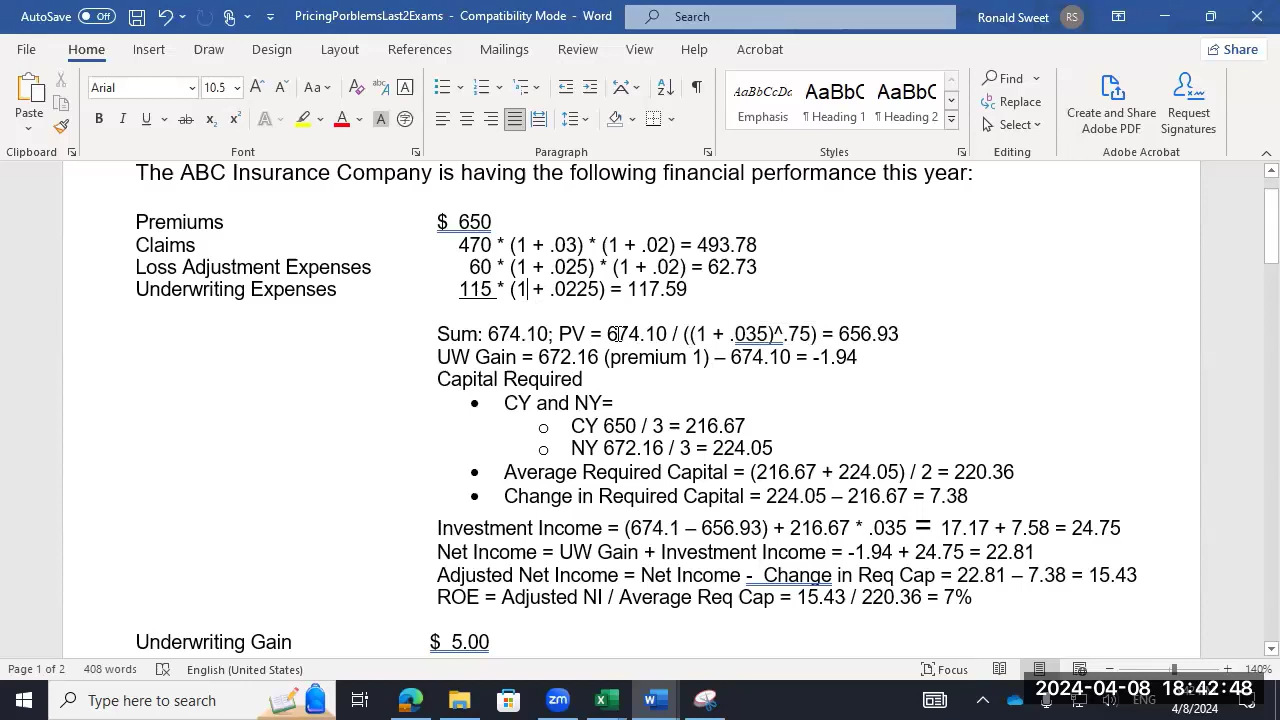 AutoSave Off PricingPorblemsLast2Exams - Compatibility Mode - Word Search Ronald Sweet RS
File Home Insert Draw Design Layout References Mailings Review View Help Acrobat Share
Paste Arial 10.5 A A Aa A abc A AaBbCcDc AaBbC AaBbC Find Replace Select Create and Share Adobe PDF Request Signatures
B I U ab x₂ x² A A A Emphasis ¶ Heading 1 ¶ Heading 2
Clipboard Font Paragraph Styles Editing Adobe Acrobat
The ABC Insurance Company is having the following financial performance this year:
Premiums $ 650
Claims 470 * (1 + .03) * (1 + .02) = 493.78
Loss Adjustment Expenses 60 * (1 + .025) * (1 + .02) = 62.73
Underwriting Expenses 115 * (1 + .0225) = 117.59
Sum: 674.10; PV = 674.10 / ((1 + .035)^.75) = 656.93
UW Gain = 672.16 (premium 1) – 674.10 = -1.94
Capital Required
• CY and NY=
o CY 650 / 3 = 216.67
o NY 672.16 / 3 = 224.05
• Average Required Capital = (216.67 + 224.05) / 2 = 220.36
• Change in Required Capital = 224.05 – 216.67 = 7.38
Investment Income = (674.1 – 656.93) + 216.67 * .035 = 17.17 + 7.58 = 24.75
Net Income = UW Gain + Investment Income = -1.94 + 24.75 = 22.81
Adjusted Net Income = Net Income - Change in Req Cap = 22.81 – 7.38 = 15.43
ROE = Adjusted NI / Average Req Cap = 15.43 / 220.36 = 7%
Underwriting Gain $ 5.00
Page 1 of 2 408 words English (United States) Focus 140%
Type here to search zm ENG
2024-04-08 18:42:48
4/8/2024